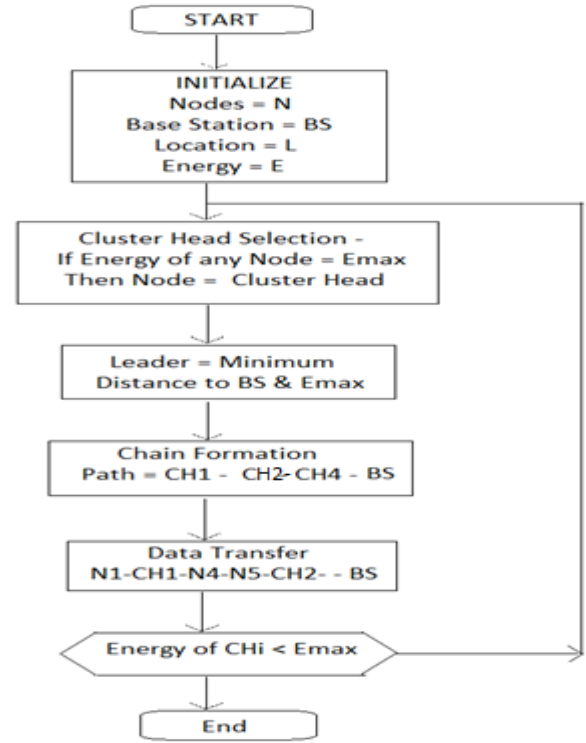 START
INITIALIZE
Nodes = N
Base Station = BS
Location = L
Energy = E
Cluster Head Selection -
If Energy of any Node = Emax
Then Node = Cluster Head
Leader = Minimum
Distance to BS & Emax
Chain Formation
Path = CH1 - CH2-CH4 - BS
Data Transfer
N1-CH1-N4-N5-CH2- - BS
Energy of CHi < Emax
End